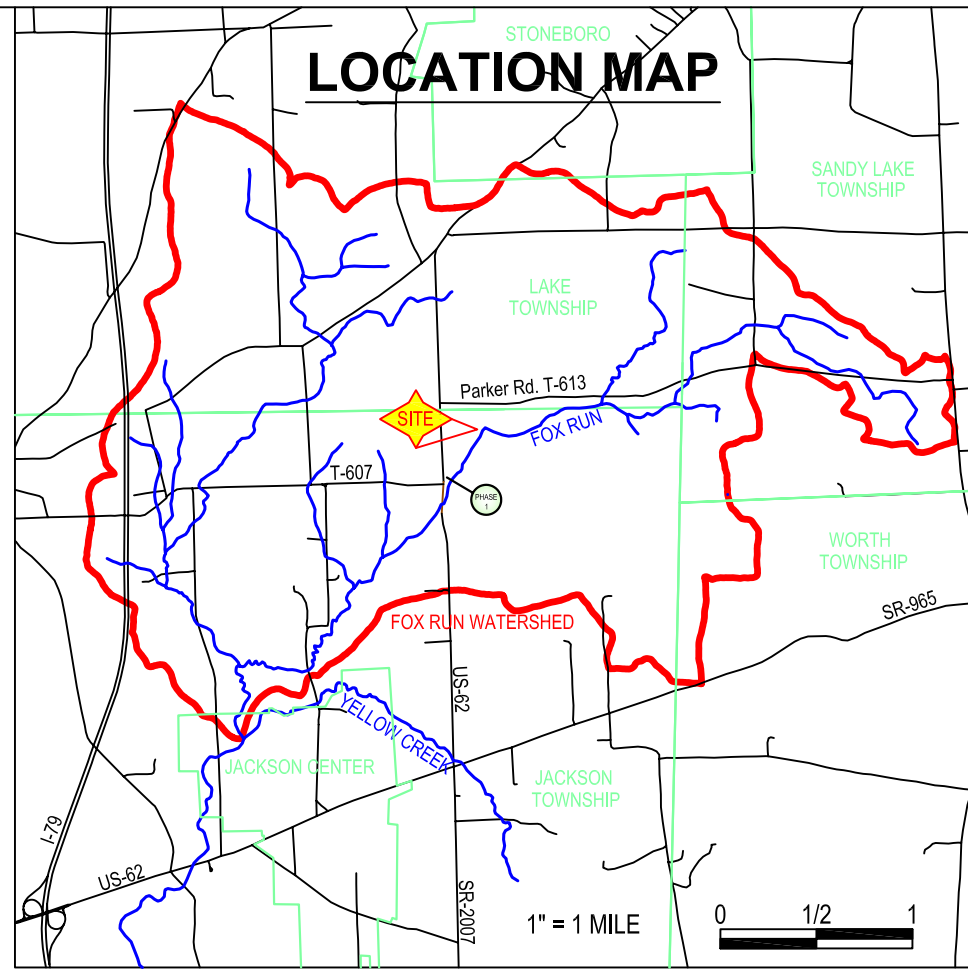 STONEBORO
LOCATION MAP
SANDY LAKE
TOWNSHIP
LAKE
TOWNSHIP
Parker Rd. T-613
SITE
FOX RUN
T-607
PHASE
1
WORTH
TOWNSHIP
SR-965
FOX RUN WATERSHED
US-62
YELLOW CREEK
JACKSON CENTER
JACKSON
TOWNSHIP
I-79
US-62
SR-2007
1" = 1 MILE
0 1/2 1